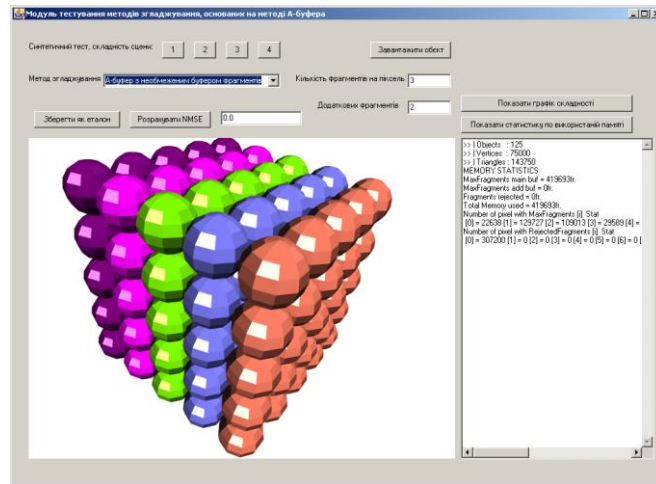 Модуль тестування методів згладжування, основаних на методі А-буфера
Синтетичний тест, складність сцени:
1 2 3 4
Завантажити обєкт
Метод згладжування
А-буфер з необмеженим буфером фрагментів
Кількість фрагментів на піксель
3
Додаткових фрагментів
2
Показати графік складності
Зберегти як еталон
Розрахувати NMSE
0.0
Показати статистику по використаній памяті
>> I Objects : 125
>> I Vertices : 75000
>> I Triangles : 143750
MEMORY STATISTICS
MaxFragments main buf = 419693fr.
MaxFragments add buf = 0fr.
Fragments rejected = 0fr.
Total Memory used = 419693fr.
Number of pixel with MaxFragments [i] Stat
[0] = 22638 [1] = 129727 [2] = 109013 [3] = 29589 [4] =
Number of pixel with RejectedFragments [i] Stat
[0] = 307200 [1] = 0 [2] = 0 [3] = 0 [4] = 0 [5] = 0 [6] = 0 [